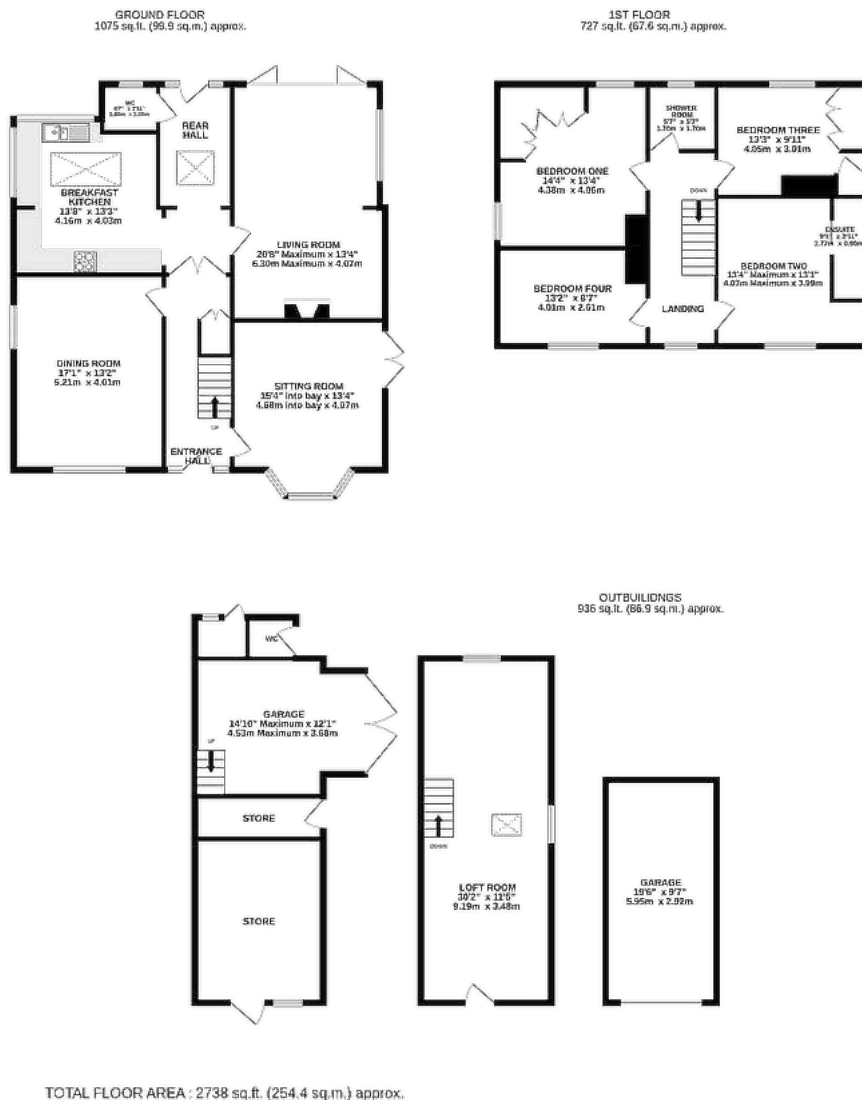 GROUND FLOOR
1075 sq.ft. (99.9 sq.m.) approx.
1ST FLOOR
727 sq.ft. (67.6 sq.m.) approx.
WC
REAR
HALL
BREAKFAST
KITCHEN
13'8" x 13'3"
4.16m x 4.03m
LIVING ROOM
20'8" Maximum x 13'4"
6.30m Maximum x 4.07m
DINING ROOM
17'1" x 13'2"
5.21m x 4.01m
SITTING ROOM
15'4" into bay x 13'4"
4.68m into bay x 4.07m
UP
ENTRANCE
HALL
SHOWER
ROOM
BEDROOM THREE
13'3" x 9'11"
4.05m x 3.01m
BEDROOM ONE
14'4" x 13'4"
4.38m x 4.06m
DOWN
ENSUITE
BEDROOM TWO
13'4" Maximum x 13'1"
4.07m Maximum x 3.99m
BEDROOM FOUR
13'2" x 8'7"
4.01m x 2.61m
LANDING
OUTBUILDINGS
936 sq.ft. (86.9 sq.m.) approx.
WC
GARAGE
14'10" Maximum x 12'1"
4.53m Maximum x 3.68m
UP
STORE
STORE
DOWN
LOFT ROOM
30'2" x 11'5"
9.19m x 3.48m
GARAGE
19'6" x 9'7"
5.95m x 2.92m
TOTAL FLOOR AREA : 2738 sq.ft. (254.4 sq.m.) approx.